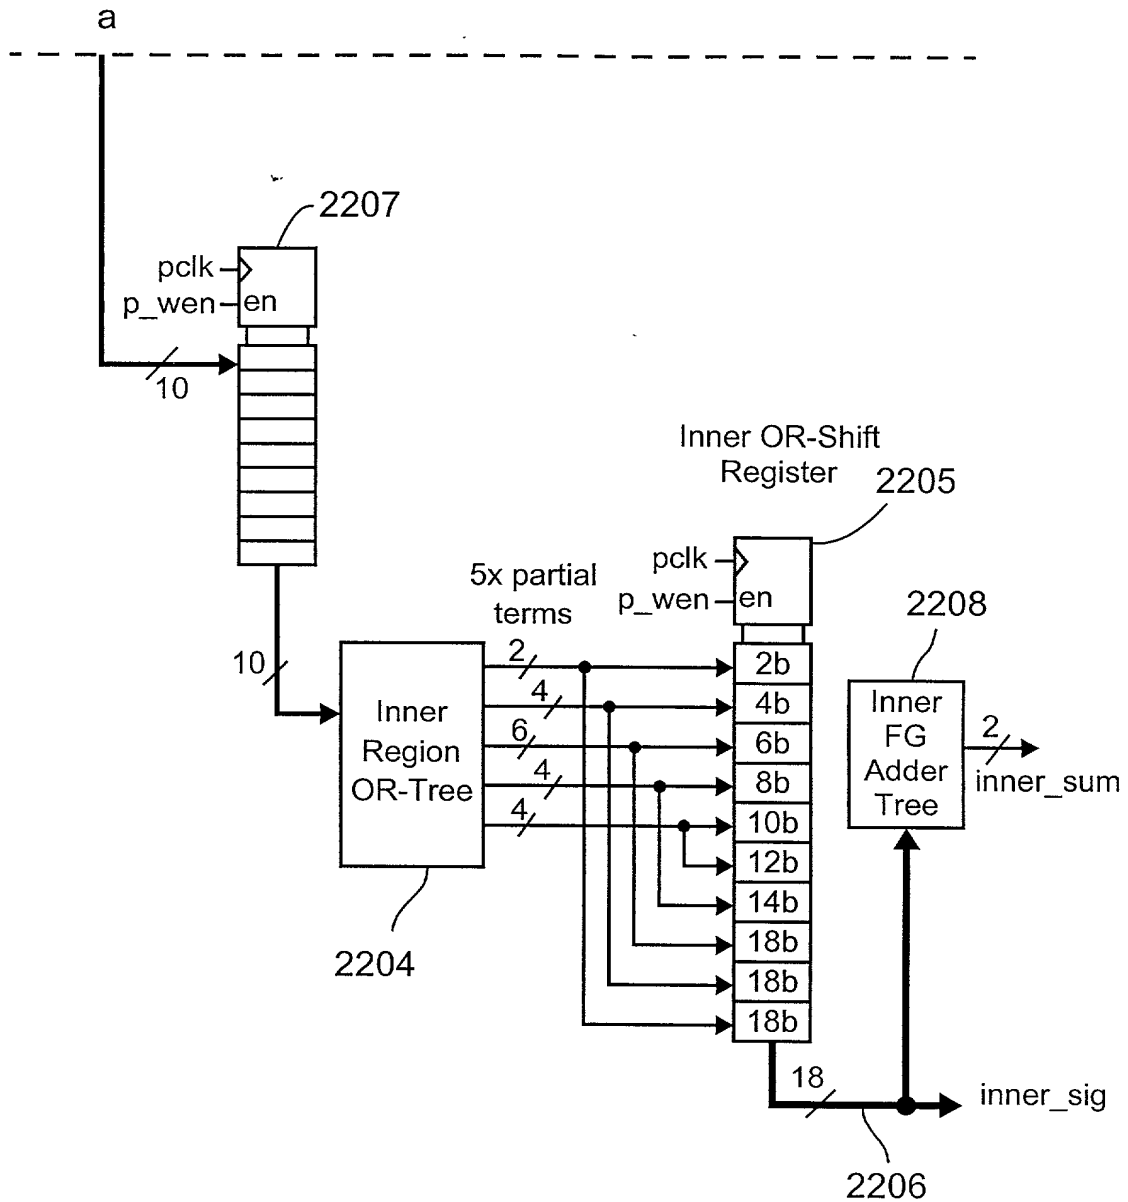 a
2207
pclk
p_wen
en
10
Inner OR-Shift
Register
2205
pclk
p_wen
en
5x partial
terms
2208
10
Inner
Region
OR-Tree
2
4
6
4
4
2b
4b
6b
8b
10b
12b
14b
18b
18b
18b
Inner
FG
Adder
Tree
2
inner_sum
2204
18
inner_sig
2206